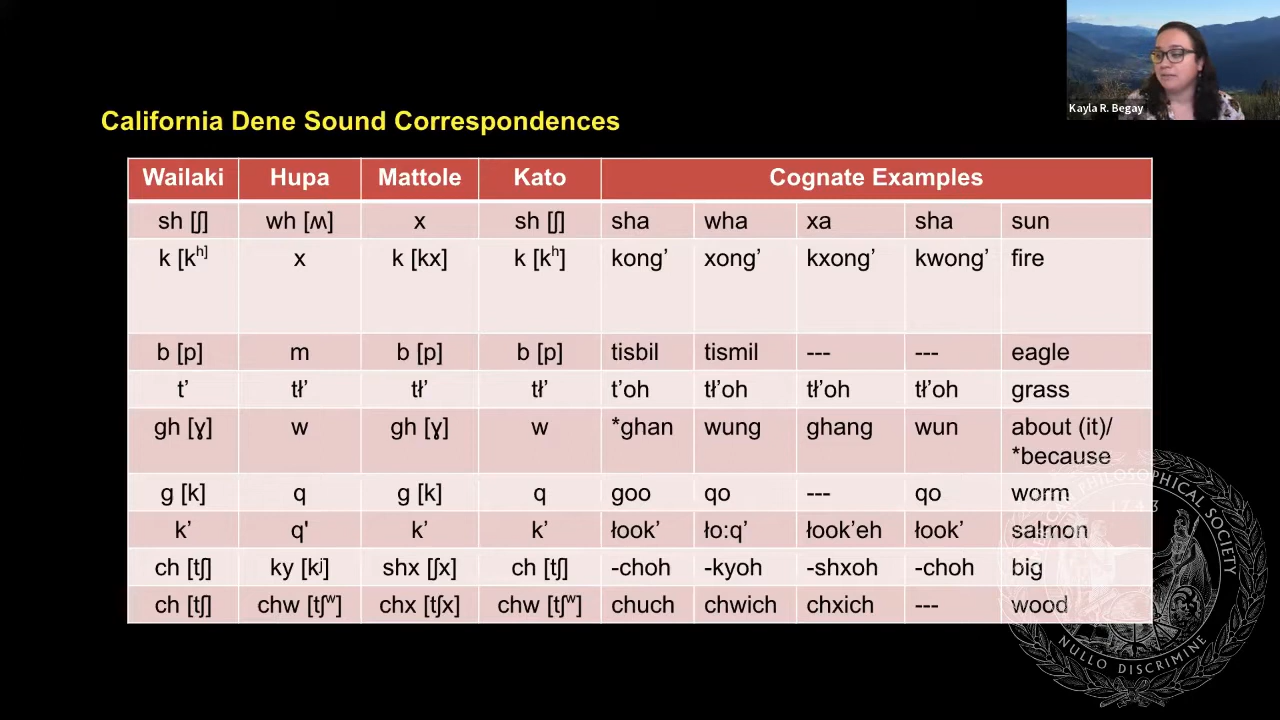 Kayla R. Begay
California Dene Sound Correspondences
Wailaki Hupa Mattole Kato Cognate Examples
sh [ʃ] wh [ʍ] x sh [ʃ] sha wha xa sha sun
k [kʰ] x k [kx] k [kʰ] kong’ xong’ kxong’ kwong’ fire
b [p] m b [p] b [p] tisbil tismil --- --- eagle
t’ tł’ tł’ tł’ t’oh tł’oh tł’oh tł’oh grass
gh [ɣ] w gh [ɣ] w *ghan wung ghang wun about (it)/
*because
g [k] q g [k] q goo qo --- qo worm
k’ q' k’ k’ łook’ ło:q’ łook’eh łook’ salmon
ch [tʃ] ky [kʲ] shx [ʃx] ch [tʃ] -choh -kyoh -shxoh -choh big
ch [tʃ] chw [tʃʷ] chx [tʃx] chw [tʃʷ] chuch chwich chxich --- wood
PHILOSOPHICAL SOCIETY
1743
NULLO DISCRIMINE